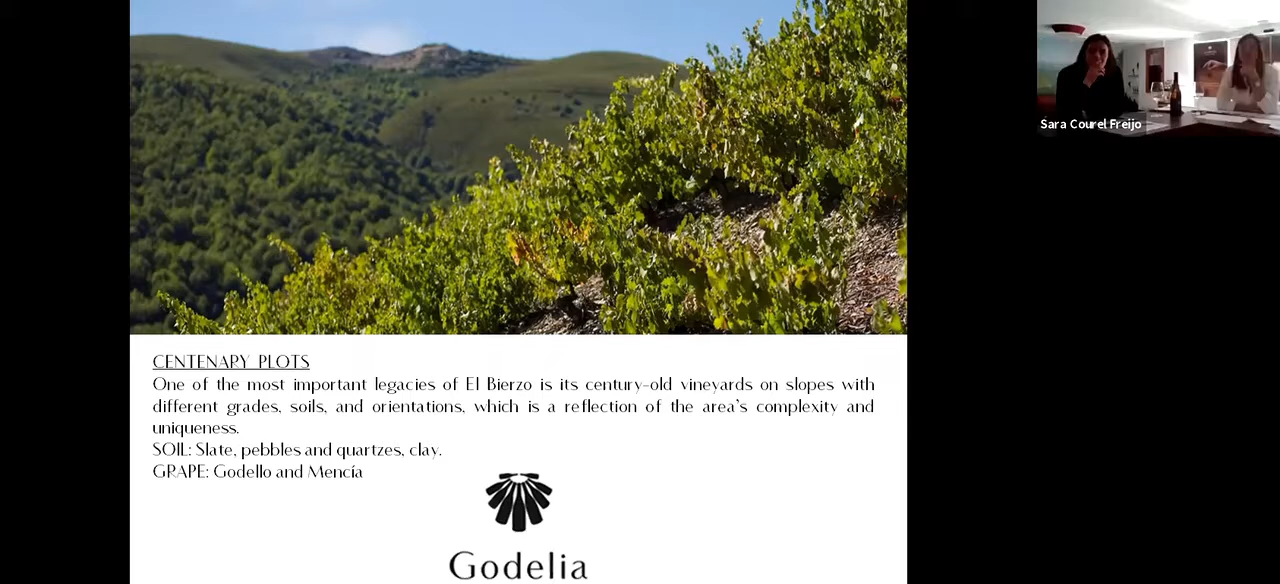 Sara Courel Freijo
CENTENARY PLOTS
One of the most important legacies of El Bierzo is its century-old vineyards on slopes with
different grades, soils, and orientations, which is a reflection of the area's complexity and
uniqueness.
SOIL: Slate, pebbles and quartzes, clay.
GRAPE: Godello and Mencía
Godelia